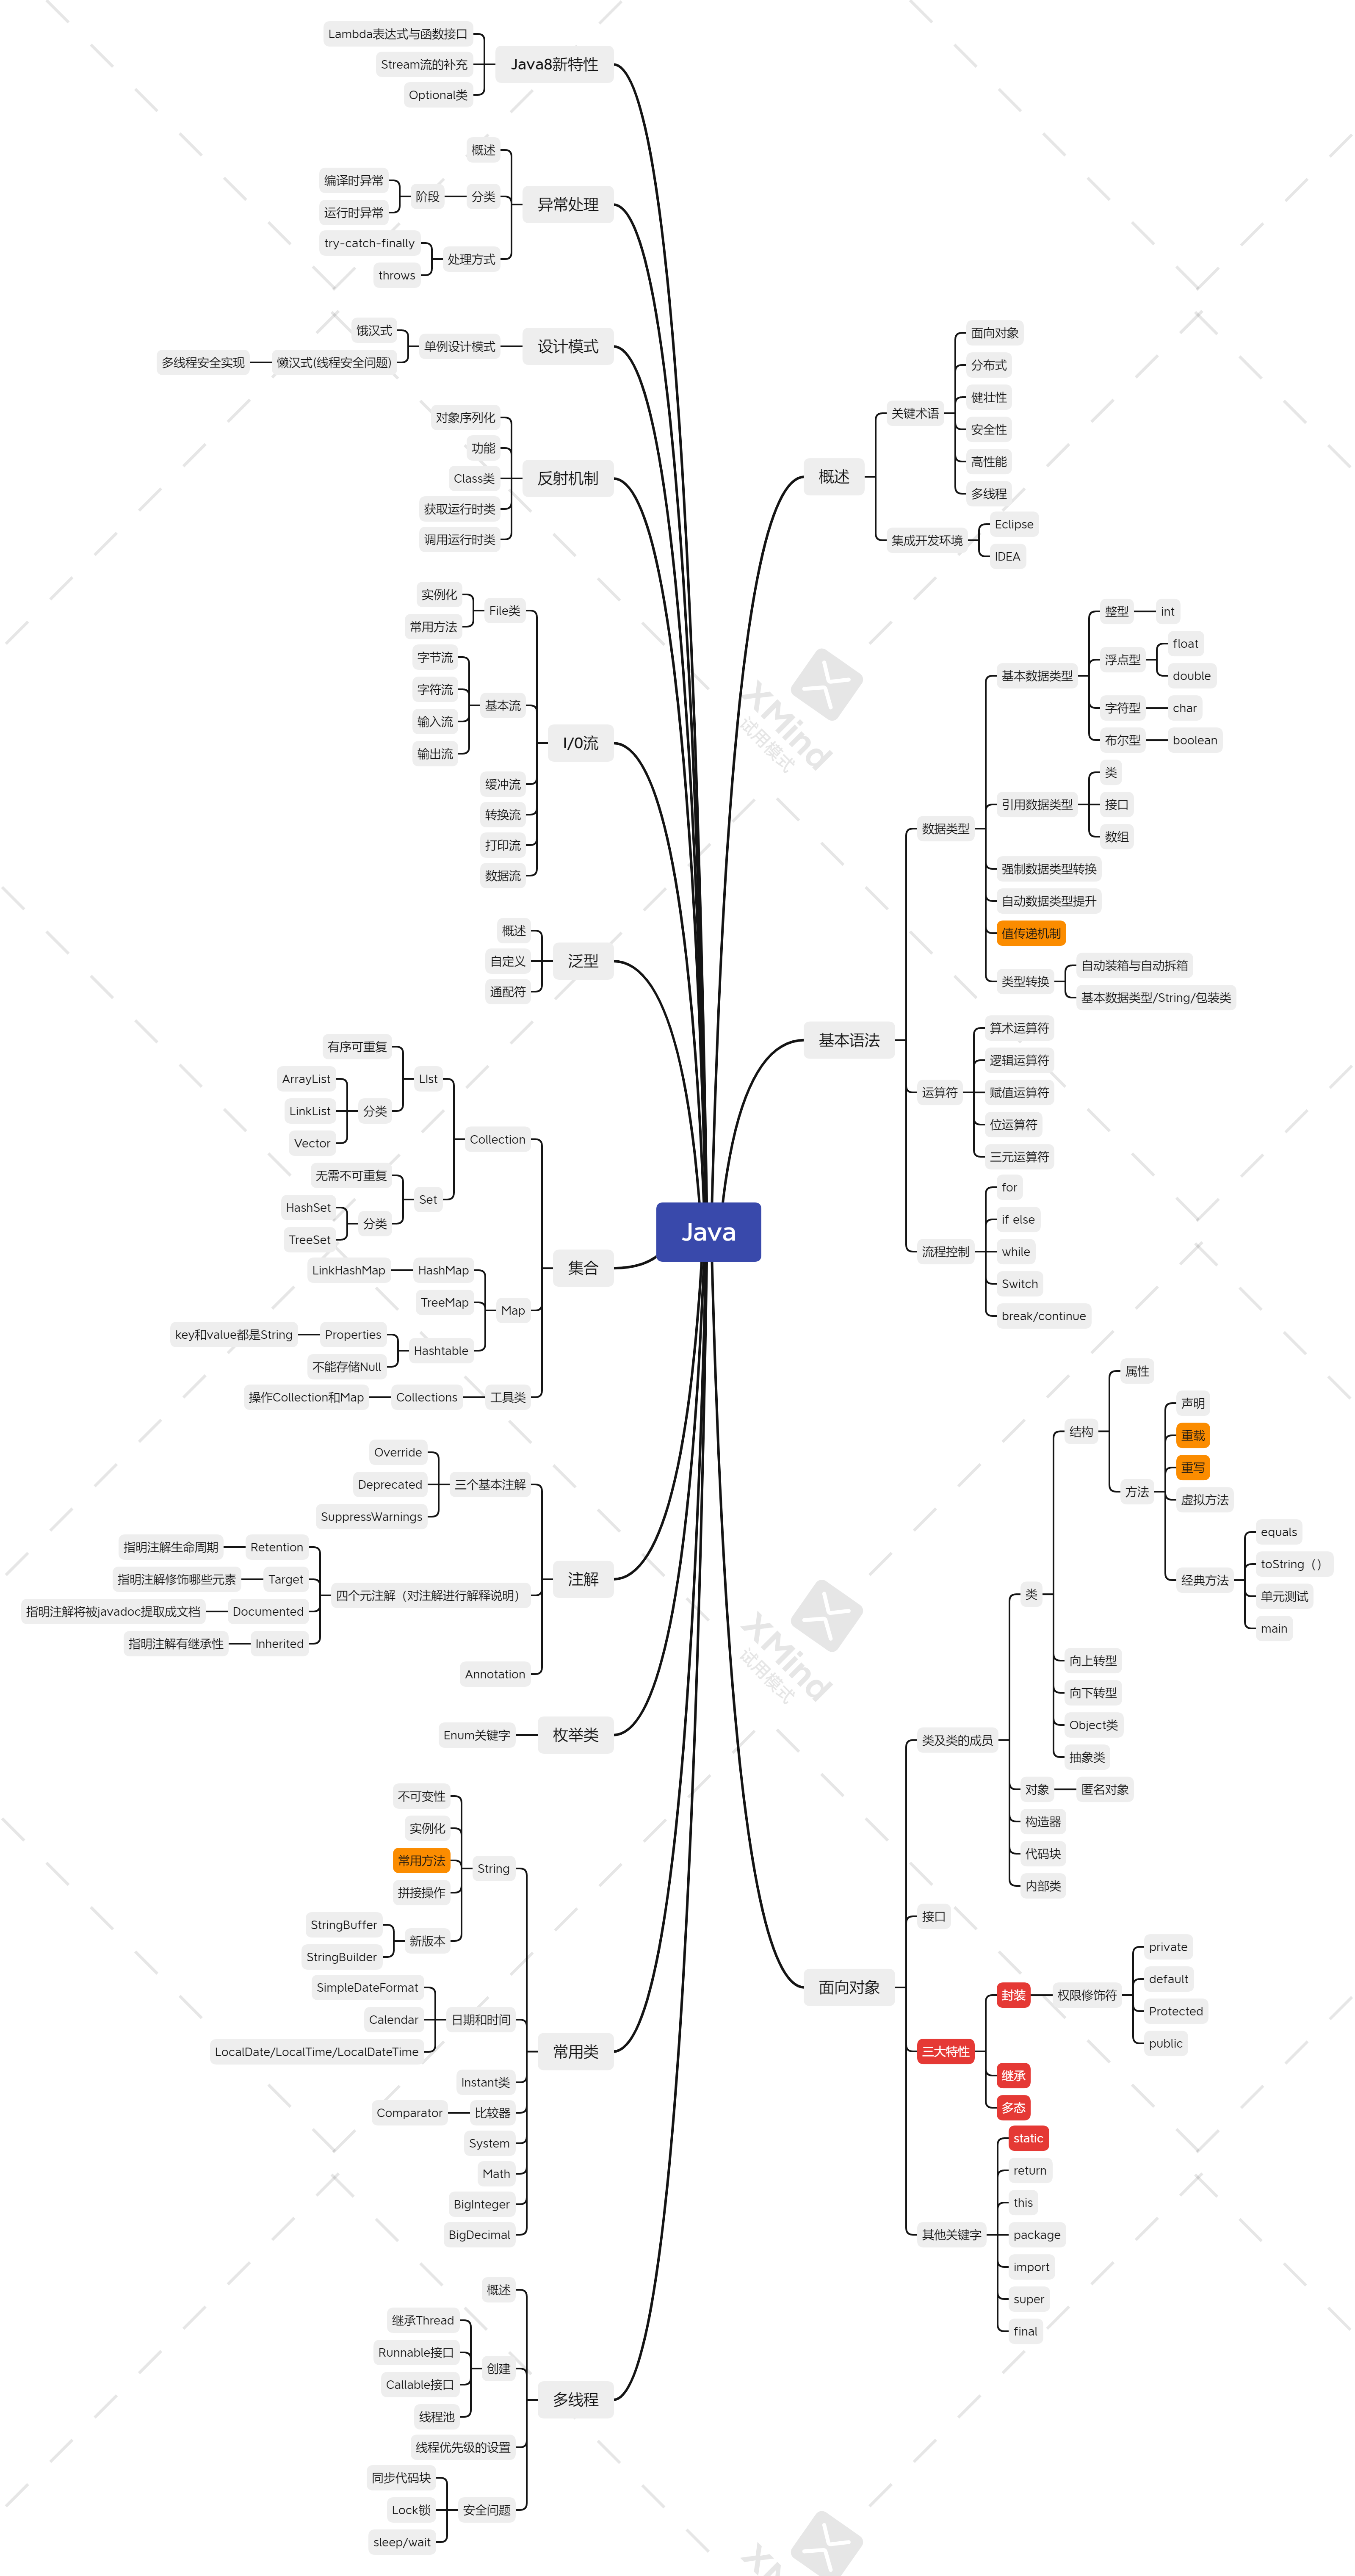 Java
概述
关键术语
面向对象
分布式
健壮性
安全性
高性能
多线程
集成开发环境
Eclipse
IDEA
基本语法
数据类型
基本数据类型
整型
int
浮点型
float
double
字符型
char
布尔型
boolean
引用数据类型
类
接口
数组
强制数据类型转换
自动数据类型提升
值传递机制
类型转换
自动装箱与自动拆箱
基本数据类型/String/包装类
运算符
算术运算符
逻辑运算符
赋值运算符
位运算符
三元运算符
流程控制
for
if else
while
Switch
break/continue
面向对象
类及类的成员
类
结构
属性
方法
声明
重载
重写
虚拟方法
经典方法
equals
toString（）
单元测试
main
向上转型
向下转型
Object类
抽象类
对象
匿名对象
构造器
代码块
内部类
接口
三大特性
封装
权限修饰符
private
default
Protected
public
继承
多态
其他关键字
static
return
this
package
import
super
final
Java8新特性
Lambda表达式与函数接口
Stream流的补充
Optional类
异常处理
概述
分类
阶段
编译时异常
运行时异常
处理方式
try-catch-finally
throws
设计模式
单例设计模式
饿汉式
懒汉式(线程安全问题)
多线程安全实现
反射机制
对象序列化
功能
Class类
获取运行时类
调用运行时类
I/0流
File类
实例化
常用方法
基本流
字节流
字符流
输入流
输出流
缓冲流
转换流
打印流
数据流
泛型
概述
自定义
通配符
集合
Collection
LIst
有序可重复
分类
ArrayList
LinkList
Vector
Set
无需不可重复
分类
HashSet
TreeSet
Map
HashMap
LinkHashMap
TreeMap
Hashtable
Properties
key和value都是String
不能存储Null
工具类
Collections
操作Collection和Map
注解
三个基本注解
Override
Deprecated
SuppressWarnings
四个元注解（对注解进行解释说明）
Retention
指明注解生命周期
Target
指明注解修饰哪些元素
Documented
指明注解将被javadoc提取成文档
Inherited
指明注解有继承性
Annotation
枚举类
Enum关键字
常用类
String
不可变性
实例化
常用方法
拼接操作
新版本
StringBuffer
StringBuilder
日期和时间
SimpleDateFormat
Calendar
LocalDate/LocalTime/LocalDateTime
Instant类
比较器
Comparator
System
Math
BigInteger
BigDecimal
多线程
概述
创建
继承Thread
Runnable接口
Callable接口
线程池
线程优先级的设置
安全问题
同步代码块
Lock锁
sleep/wait
XMind
试用模式
XMind
试用模式